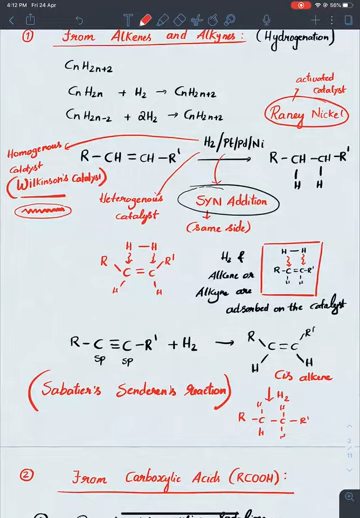 4:12 PM Fri 24 Apr
56%
① From Alkenes and Alkynes : (Hydrogenation)
CnH2n+2
CnH2n + H2 → CnH2n+2
CnH2n-2 + 2H2 → CnH2n+2
activated catalyst
Raney Nickel
Homogenous catalyst
(Wilkinson's Catalyst)
R-CH=CH-R'
H2/Pt/Pd/Ni
R-CH-CH-R'
H H
Heterogenous catalyst
SYN Addition
(same side)
H-H
R R'
C=C
H H
H2 &
Alkene or
Alkyne are
adsorbed on the catalyst
H-H
R-C=C-R'
H H
R-C≡C-R' + H2 →
sp sp
R R'
C=C
H H
Cis alkene
↓H2
(Sabatier's Senderen's Reaction)
H H
R-C-C-R'
H H
② From Carboxylic Acids (RCOOH) :